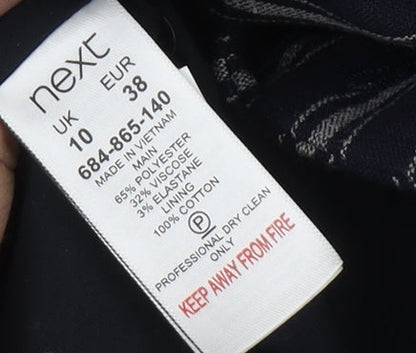 next
UK EUR
10 38
684-865-140
MADE IN VIETNAM
MAIN
65% POLYESTER
32% VISCOSE
3% ELASTANE
LINING
100% COTTON
P
PROFESSIONAL DRY CLEAN
ONLY
KEEP AWAY FROM FIRE